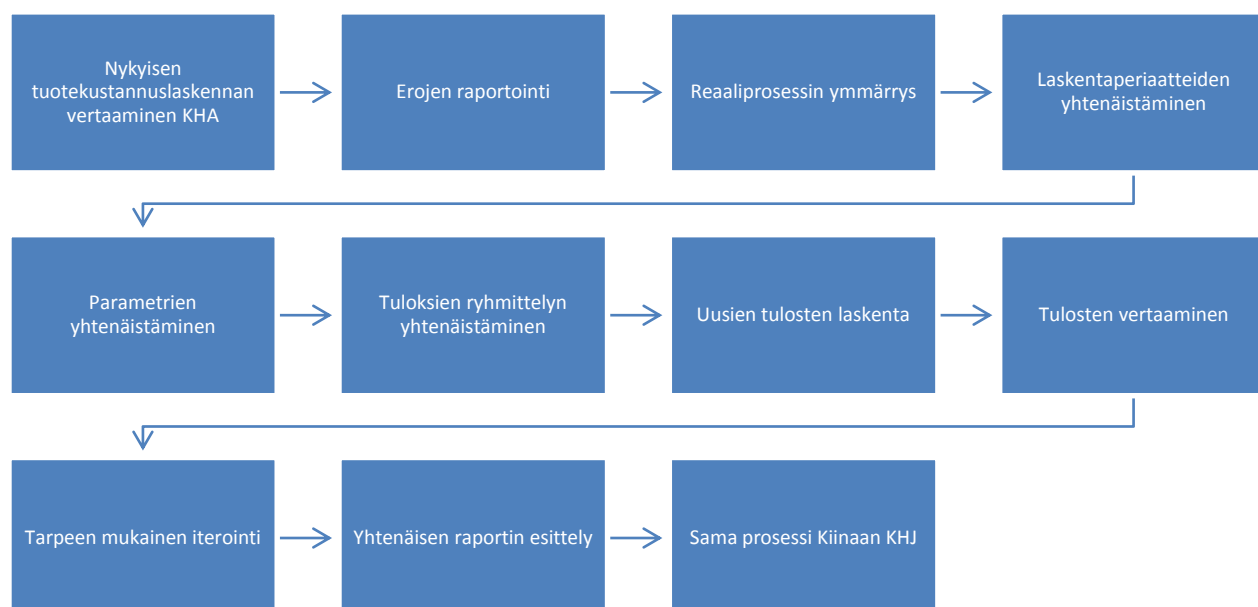 Nykyisen
tuotekustannuslaskennan
vertaaminen KHA
Erojen raportointi
Reaaliprosessin ymmärrys
Laskentaperiaatteiden
yhtenäistäminen
Parametrien
yhtenäistäminen
Tuloksien ryhmittelyn
yhtenäistäminen
Uusien tulosten laskenta
Tulosten vertaaminen
Tarpeen mukainen iterointi
Yhtenäisen raportin esittely
Sama prosessi Kiinaan KHJ